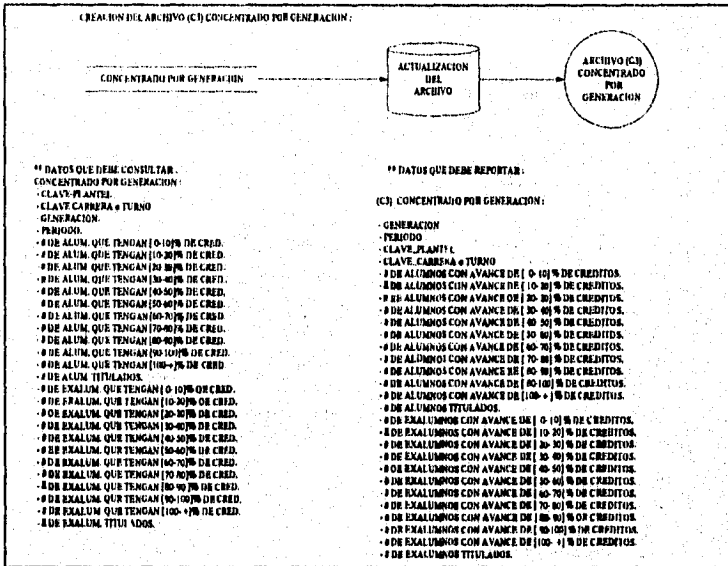 CREACION DEL ARCHIVO (C3) CONCENTRADO POR GENERACION :
CONCENTRADO POR GENERACION
ACTUALIZACION
DEL
ARCHIVO
ARCHIVO (C3)
CONCENTRADO
POR
GENERACION
** DATOS QUE DEBE CONSULTAR :
CONCENTRADO POR GENERACION :
- CLAVE-PLANTEL
- CLAVE CARRERA o TURNO
- GENERACION
- PERIODO.
- # DE ALUM. QUE TENGAN [ 0-10]% DE CRED.
- # DE ALUM. QUE TENGAN [10-20]% DE CRED.
- # DE ALUM. QUE TENGAN [20-30]% DE CRED.
- # DE ALUM. QUE TENGAN [30-40]% DE CRED.
- # DE ALUM. QUE TENGAN [40-50]% DE CRED.
- # DE ALUM. QUE TENGAN [50-60]% DE CRED.
- # DE ALUM. QUE TENGAN [60-70]% DE CRED.
- # DE ALUM. QUE TENGAN [70-80]% DE CRED.
- # DE ALUM. QUE TENGAN [80-90]% DE CRED.
- # DE ALUM. QUE TENGAN [90-100]% DE CRED.
- # DE ALUM. QUE TENGAN [100-+]% DE CRED.
- # DE ALUM TITULADOS.
- # DE EXALUM. QUE TENGAN [ 0-10]% DE CRED.
- # DE EXALUM. QUE TENGAN [10-20]% DE CRED.
- # DE EXALUM. QUE TENGAN [20-30]% DE CRED.
- # DE EXALUM. QUE TENGAN [30-40]% DE CRED.
- # DE EXALUM. QUE TENGAN [40-50]% DE CRED.
- # DE EXALUM. QUE TENGAN [50-60]% DE CRED.
- # DE EXALUM. QUE TENGAN [60-70]% DE CRED.
- # DE EXALUM. QUE TENGAN [70-80]% DE CRED.
- # DE EXALUM. QUE TENGAN [80-90]% DE CRED.
- # DE EXALUM. QUE TENGAN [90-100]% DE CRED.
- # DE EXALUM. QUE TENGAN [100- +]% DE CRED.
- # DE EXALUM. TITULADOS.
** DATOS QUE DEBE REPORTAR :
(C3) CONCENTRADO POR GENERACION :
- GENERACION
- PERIODO
- CLAVE_PLANTEL
- CLAVE_CARRERA o TURNO
- # DE ALUMNOS CON AVANCE DE [ 0- 10] % DE CREDITOS.
- # DE ALUMNOS CON AVANCE DE [ 10- 20] % DE CREDITOS.
- # DE ALUMNOS CON AVANCE DE [ 20- 30] % DE CREDITOS.
- # DE ALUMNOS CON AVANCE DE [ 30- 40] % DE CREDITOS.
- # DE ALUMNOS CON AVANCE DE [ 40- 50] % DE CREDITOS.
- # DE ALUMNOS CON AVANCE DE [ 50- 60] % DE CREDITOS.
- # DE ALUMNOS CON AVANCE DE [ 60- 70] % DE CREDITOS.
- # DE ALUMNOS CON AVANCE DE [ 70- 80] % DE CREDITOS.
- # DE ALUMNOS CON AVANCE DE [ 80- 90] % DE CREDITOS.
- # DE ALUMNOS CON AVANCE DE [ 90-100] % DE CREDITOS.
- # DE ALUMNOS CON AVANCE DE [100- + ] % DE CREDITOS.
- # DE ALUMNOS TITULADOS.
- # DE EXALUMNOS CON AVANCE DE [ 0- 10] % DE CREDITOS.
- # DE EXALUMNOS CON AVANCE DE [ 10- 20] % DE CREDITOS.
- # DE EXALUMNOS CON AVANCE DE [ 20- 30] % DE CREDITOS.
- # DE EXALUMNOS CON AVANCE DE [ 30- 40] % DE CREDITOS.
- # DE EXALUMNOS CON AVANCE DE [ 40- 50] % DE CREDITOS.
- # DE EXALUMNOS CON AVANCE DE [ 50- 60] % DE CREDITOS.
- # DE EXALUMNOS CON AVANCE DE [ 60- 70] % DE CREDITOS.
- # DE EXALUMNOS CON AVANCE DE [ 70- 80] % DE CREDITOS.
- # DE EXALUMNOS CON AVANCE DE [ 80- 90] % DE CREDITOS.
- # DE EXALUMNOS CON AVANCE DE [ 90-100] % DE CREDITOS.
- # DE EXALUMNOS CON AVANCE DE [100- +] % DE CREDITOS.
- # DE EXALUMNOS TITULADOS.